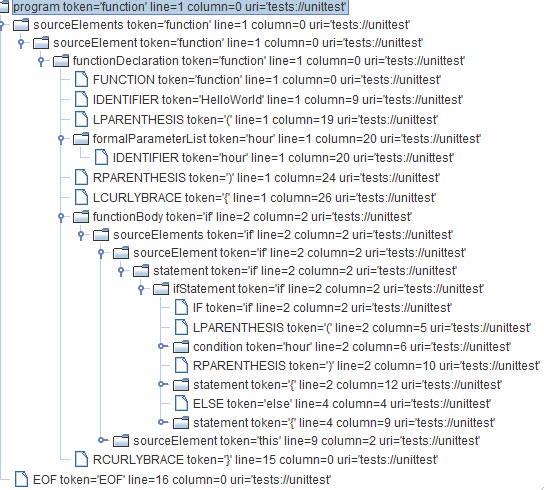 program token='function' line=1 column=0 uri='tests://unittest'
sourceElements token='function' line=1 column=0 uri='tests://unittest'
sourceElement token='function' line=1 column=0 uri='tests://unittest'
functionDeclaration token='function' line=1 column=0 uri='tests://unittest'
FUNCTION token='function' line=1 column=0 uri='tests://unittest'
IDENTIFIER token='HelloWorld' line=1 column=9 uri='tests://unittest'
LPARENTHESIS token='(' line=1 column=19 uri='tests://unittest'
formalParameterList token='hour' line=1 column=20 uri='tests://unittest'
IDENTIFIER token='hour' line=1 column=20 uri='tests://unittest'
RPARENTHESIS token=')' line=1 column=24 uri='tests://unittest'
LCURLYBRACE token='{' line=1 column=26 uri='tests://unittest'
functionBody token='if' line=2 column=2 uri='tests://unittest'
sourceElements token='if' line=2 column=2 uri='tests://unittest'
sourceElement token='if' line=2 column=2 uri='tests://unittest'
statement token='if' line=2 column=2 uri='tests://unittest'
ifStatement token='if' line=2 column=2 uri='tests://unittest'
IF token='if' line=2 column=2 uri='tests://unittest'
LPARENTHESIS token='(' line=2 column=5 uri='tests://unittest'
condition token='hour' line=2 column=6 uri='tests://unittest'
RPARENTHESIS token=')' line=2 column=10 uri='tests://unittest'
statement token='{' line=2 column=12 uri='tests://unittest'
ELSE token='else' line=4 column=4 uri='tests://unittest'
statement token='{' line=4 column=9 uri='tests://unittest'
sourceElement token='this' line=9 column=2 uri='tests://unittest'
RCURLYBRACE token='}' line=15 column=0 uri='tests://unittest'
EOF token='EOF' line=16 column=0 uri='tests://unittest'